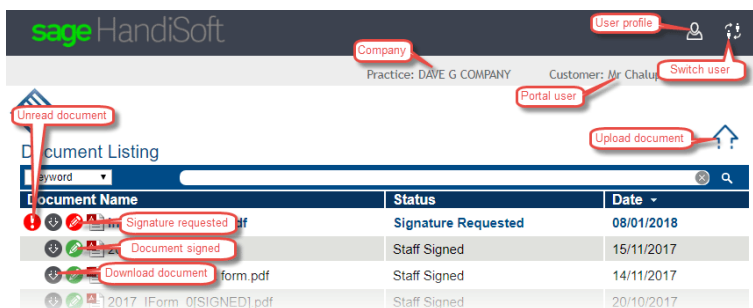 sage HandiSoft
User profile
Company
Switch user
Practice: DAVE G COMPANY Customer: Mr Chalup
Portal user
Unread document
Upload document
Document Listing
Keyword
Document Name Status Date
Signature requested df Signature Requested 08/01/2018
Document signed Staff Signed 15/11/2017
Download document form.pdf Staff Signed 14/11/2017
2017 IForm 0[SIGNED].pdf Staff Signed 20/10/2017